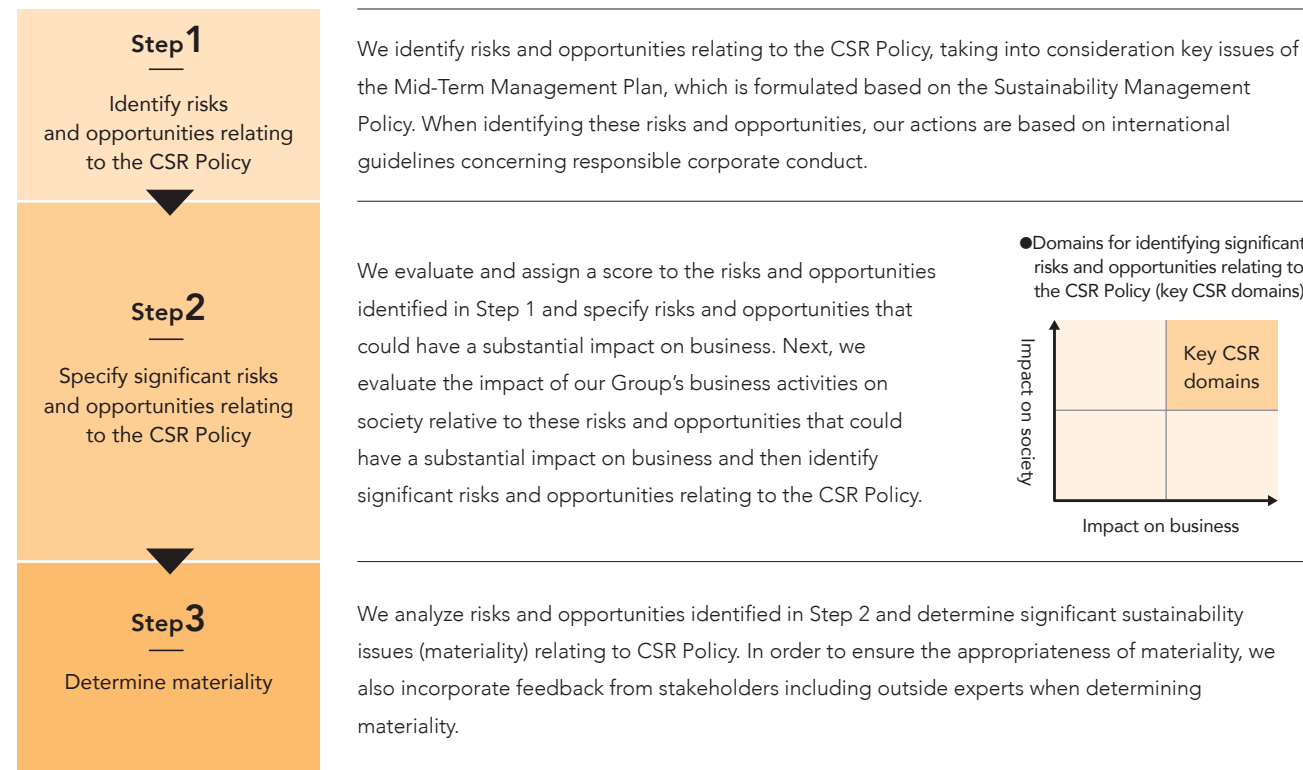 Step1
Identify risks
and opportunities relating
to the CSR Policy
We identify risks and opportunities relating to the CSR Policy, taking into consideration key issues of
the Mid-Term Management Plan, which is formulated based on the Sustainability Management
Policy. When identifying these risks and opportunities, our actions are based on international
guidelines concerning responsible corporate conduct.
Step2
Specify significant risks
and opportunities relating
to the CSR Policy
We evaluate and assign a score to the risks and opportunities
identified in Step 1 and specify risks and opportunities that
could have a substantial impact on business. Next, we
evaluate the impact of our Group’s business activities on
society relative to these risks and opportunities that could
have a substantial impact on business and then identify
significant risks and opportunities relating to the CSR Policy.
●Domains for identifying significant
risks and opportunities relating to
the CSR Policy (key CSR domains)
Impact on society
Key CSR
domains
Impact on business
Step3
Determine materiality
We analyze risks and opportunities identified in Step 2 and determine significant sustainability
issues (materiality) relating to CSR Policy. In order to ensure the appropriateness of materiality, we
also incorporate feedback from stakeholders including outside experts when determining
materiality.